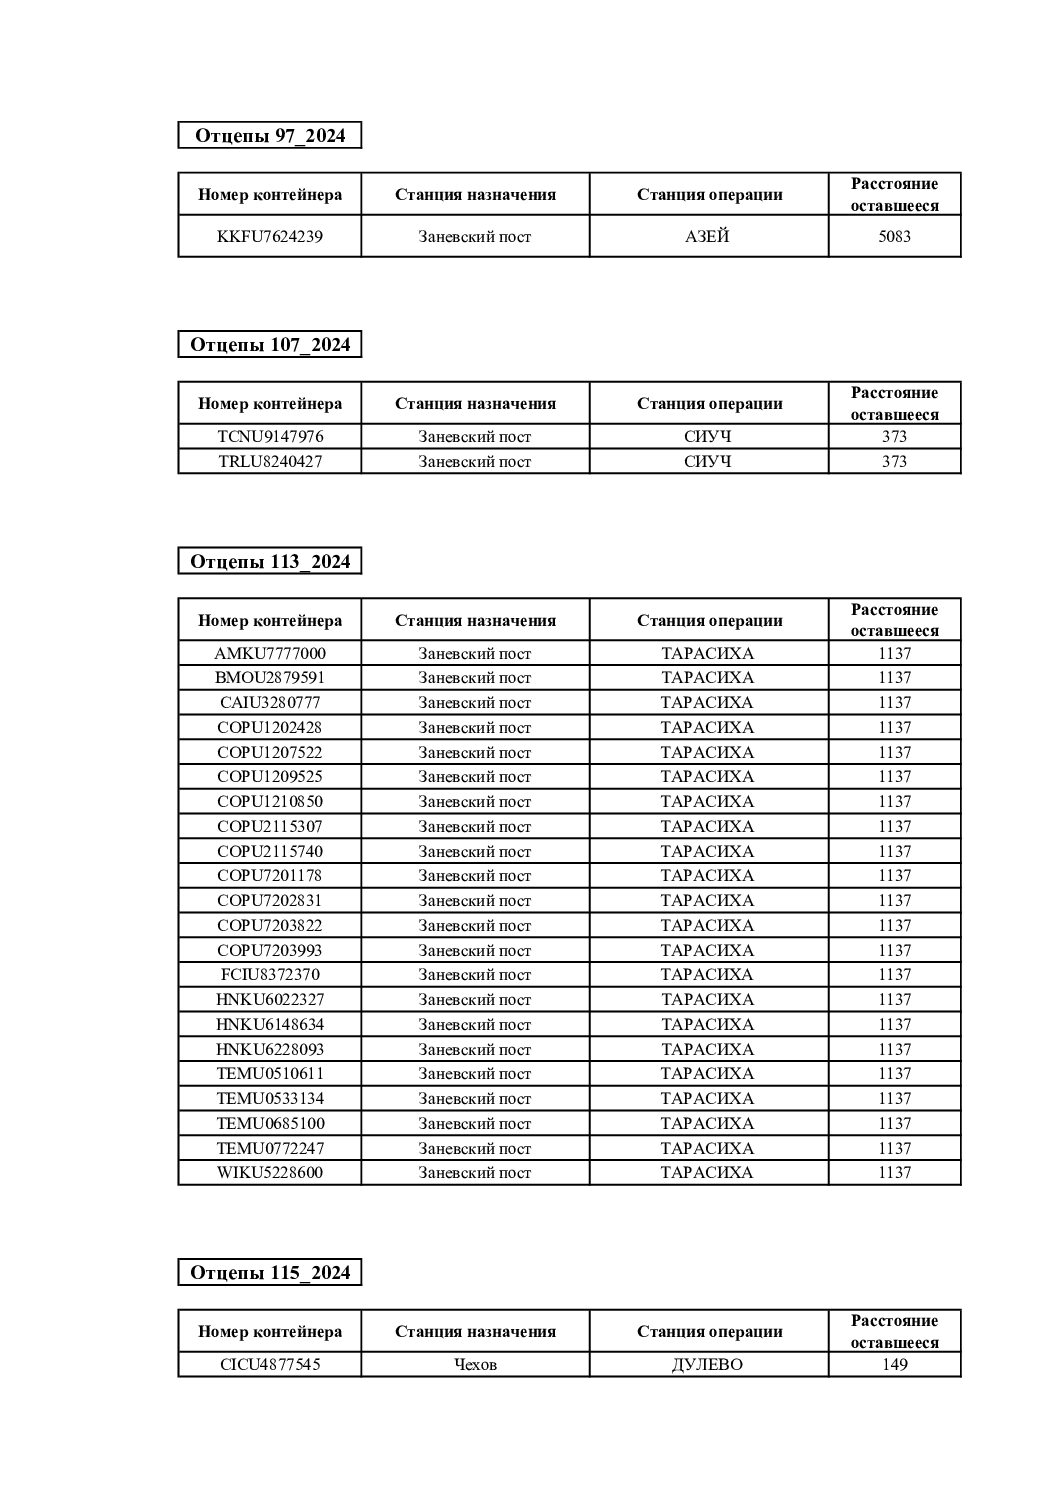 Отцепы 97_2024
Номер контейнера Станция назначения Станция операции Расстояние оставшееся
KKFU7624239 Заневский пост АЗЕЙ 5083
Отцепы 107_2024
Номер контейнера Станция назначения Станция операции Расстояние оставшееся
TCNU9147976 Заневский пост СИУЧ 373
TRLU8240427 Заневский пост СИУЧ 373
Отцепы 113_2024
Номер контейнера Станция назначения Станция операции Расстояние оставшееся
AMKU7777000 Заневский пост ТАРАСИХА 1137
BMOU2879591 Заневский пост ТАРАСИХА 1137
CAIU3280777 Заневский пост ТАРАСИХА 1137
COPU1202428 Заневский пост ТАРАСИХА 1137
COPU1207522 Заневский пост ТАРАСИХА 1137
COPU1209525 Заневский пост ТАРАСИХА 1137
COPU1210850 Заневский пост ТАРАСИХА 1137
COPU2115307 Заневский пост ТАРАСИХА 1137
COPU2115740 Заневский пост ТАРАСИХА 1137
COPU7201178 Заневский пост ТАРАСИХА 1137
COPU7202831 Заневский пост ТАРАСИХА 1137
COPU7203822 Заневский пост ТАРАСИХА 1137
COPU7203993 Заневский пост ТАРАСИХА 1137
FCIU8372370 Заневский пост ТАРАСИХА 1137
HNKU6022327 Заневский пост ТАРАСИХА 1137
HNKU6148634 Заневский пост ТАРАСИХА 1137
HNKU6228093 Заневский пост ТАРАСИХА 1137
TEMU0510611 Заневский пост ТАРАСИХА 1137
TEMU0533134 Заневский пост ТАРАСИХА 1137
TEMU0685100 Заневский пост ТАРАСИХА 1137
TEMU0772247 Заневский пост ТАРАСИХА 1137
WIKU5228600 Заневский пост ТАРАСИХА 1137
Отцепы 115_2024
Номер контейнера Станция назначения Станция операции Расстояние оставшееся
CICU4877545 Чехов ДУЛЕВО 149